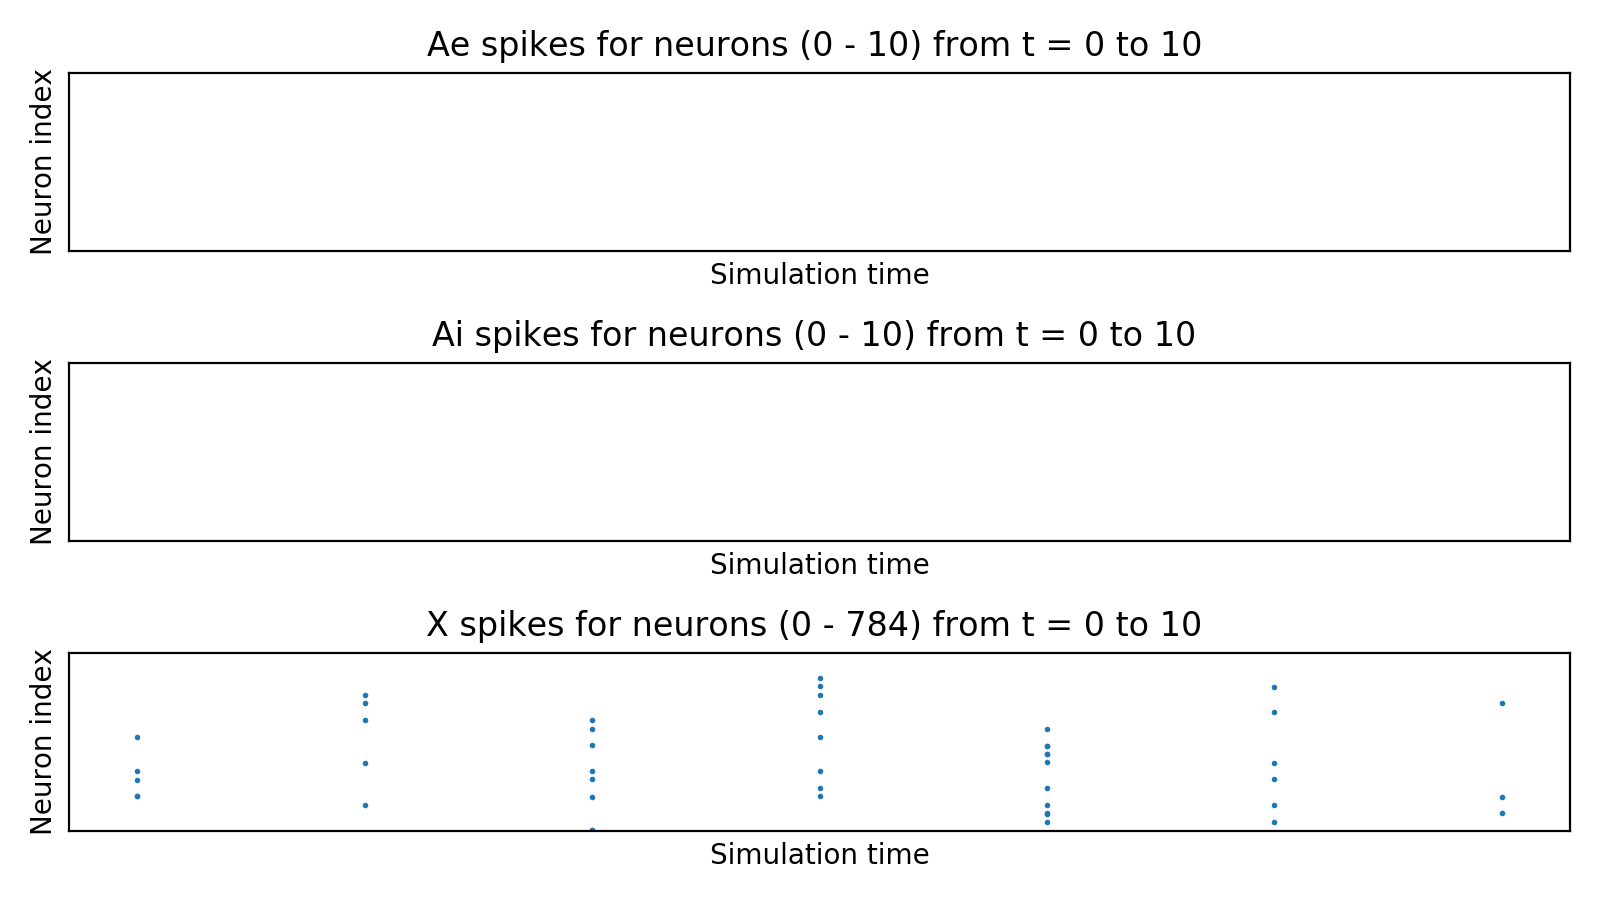 Ae spikes for neurons (0 - 10) from t = 0 to 10
Neuron index
Simulation time
Ai spikes for neurons (0 - 10) from t = 0 to 10
Neuron index
Simulation time
X spikes for neurons (0 - 784) from t = 0 to 10
Neuron index
Simulation time